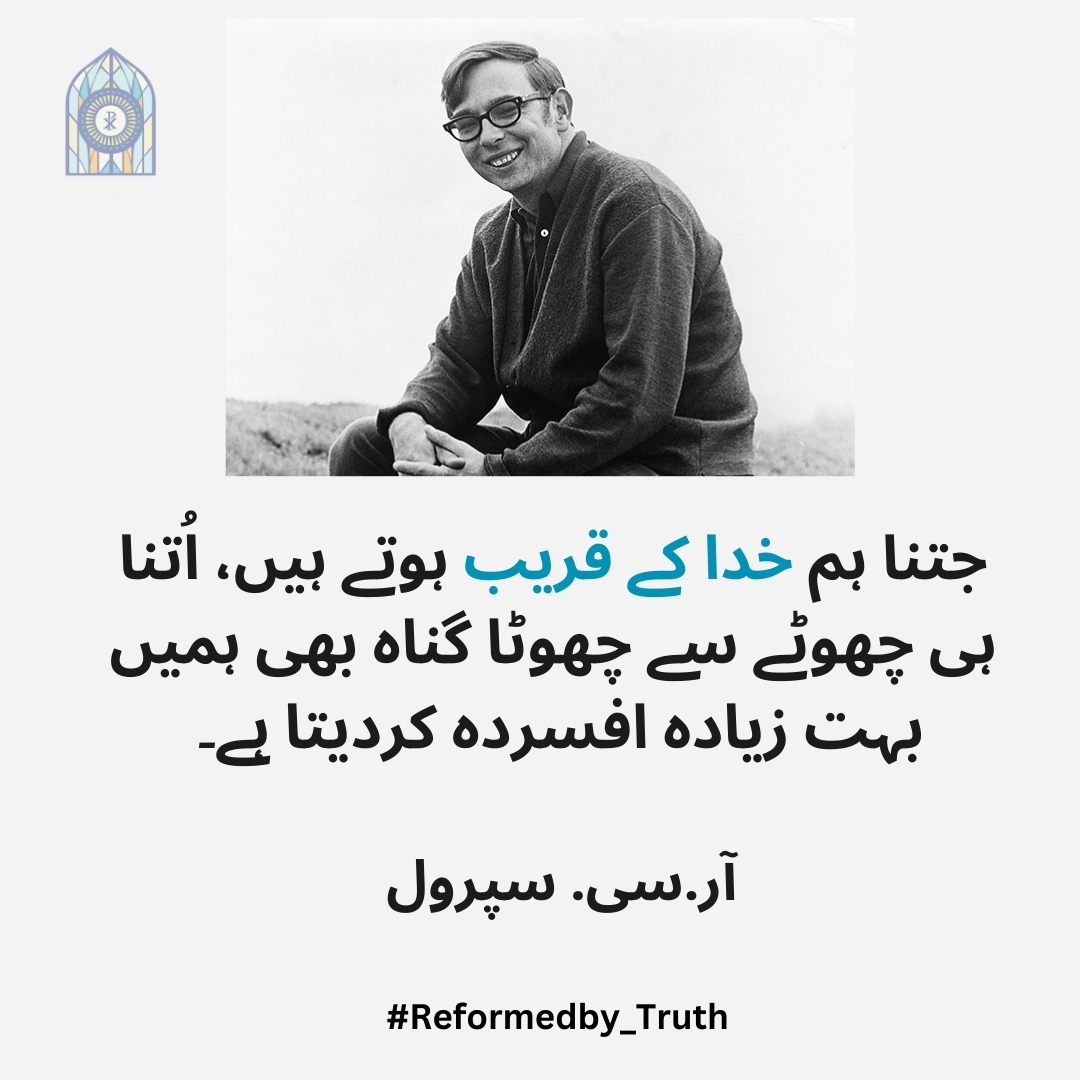 جتنا ہم خدا کے قریب ہوتے ہیں، اُتنا
ہی چھوٹے سے چھوٹا گناہ بھی ہمیں
بہت زیادہ افسردہ کردیتا ہے۔
آر.سی. سپرول
#Reformedby_Truth